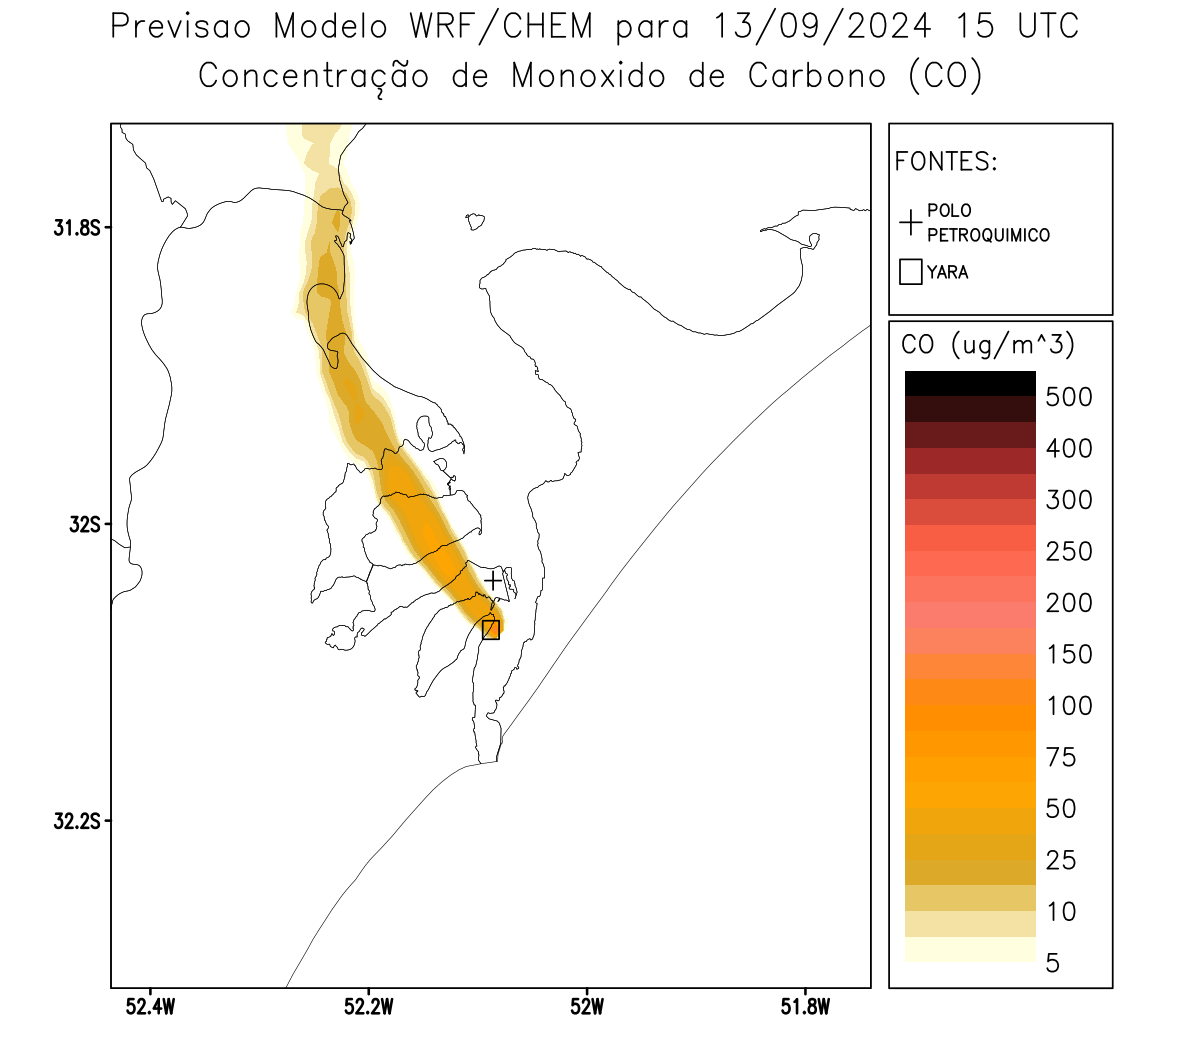 Previsao Modelo WRF/CHEM para 13/09/2024 15 UTC
Concentração de Monoxido de Carbono (CO)
FONTES:
POLO
PETROQUIMICO
YARA
CO (ug/m^3)
500
400
300
250
200
150
100
75
50
25
10
5
31.8S
32S
32.2S
52.4W
52.2W
52W
51.8W